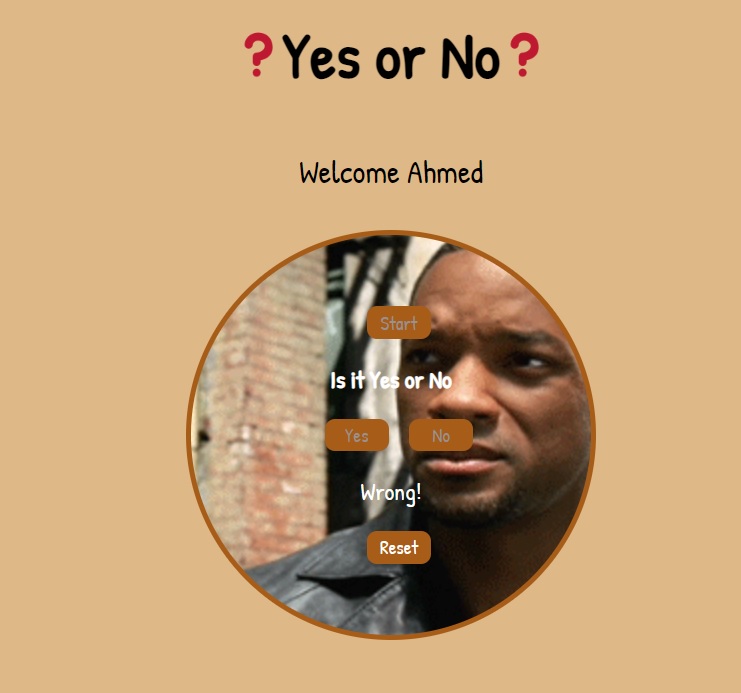 ❓Yes or No❓
Welcome Ahmed
Start
Is it Yes or No
Yes No
Wrong!
Reset